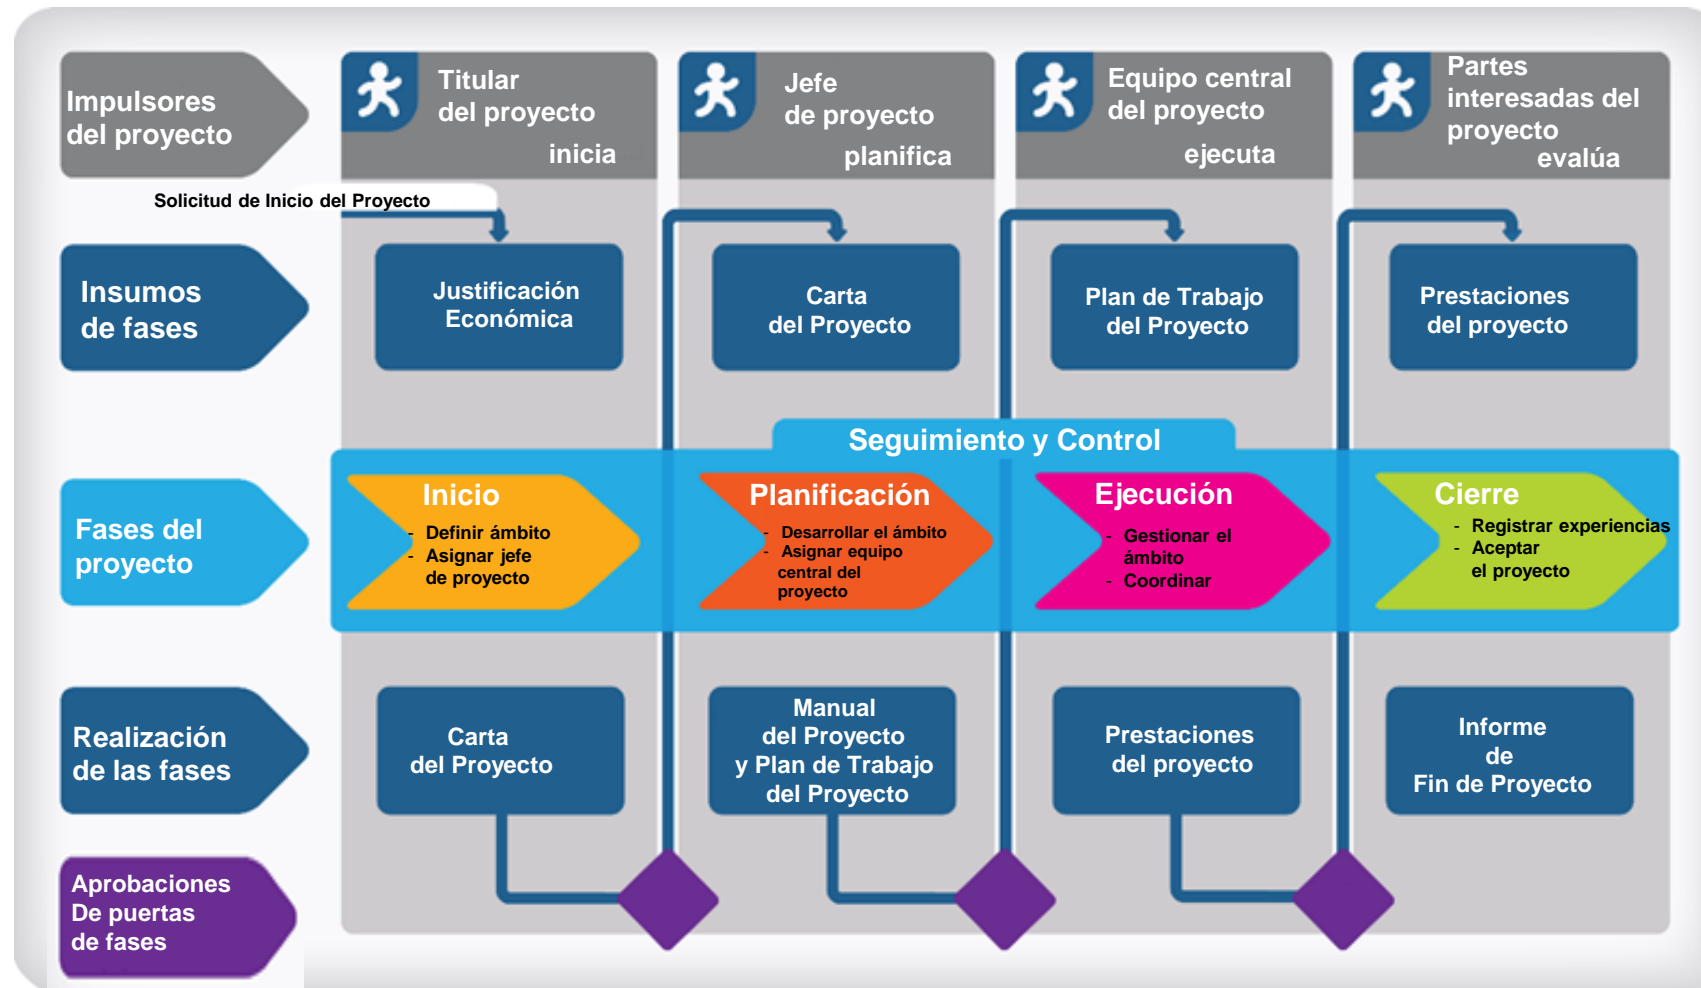 Impulsores
del proyecto
Titular
del proyecto
inicia
Jefe
de proyecto
planifica
Equipo central
del proyecto
ejecuta
Partes
interesadas del
proyecto
evalúa
Solicitud de Inicio del Proyecto
Insumos
de fases
Justificación
Económica
Carta
del Proyecto
Plan de Trabajo
del Proyecto
Prestaciones
del proyecto
Seguimiento y Control
Fases del
proyecto
Inicio
- Definir ámbito
- Asignar jefe
de proyecto
Planificación
- Desarrollar el ámbito
- Asignar equipo
central del
proyecto
Ejecución
- Gestionar el
ámbito
- Coordinar
Cierre
- Registrar experiencias
- Aceptar
el proyecto
Realización
de las fases
Carta
del Proyecto
Manual
del Proyecto
y Plan de Trabajo
del Proyecto
Prestaciones
del proyecto
Informe
de
Fin de Proyecto
Aprobaciones
De puertas
de fases